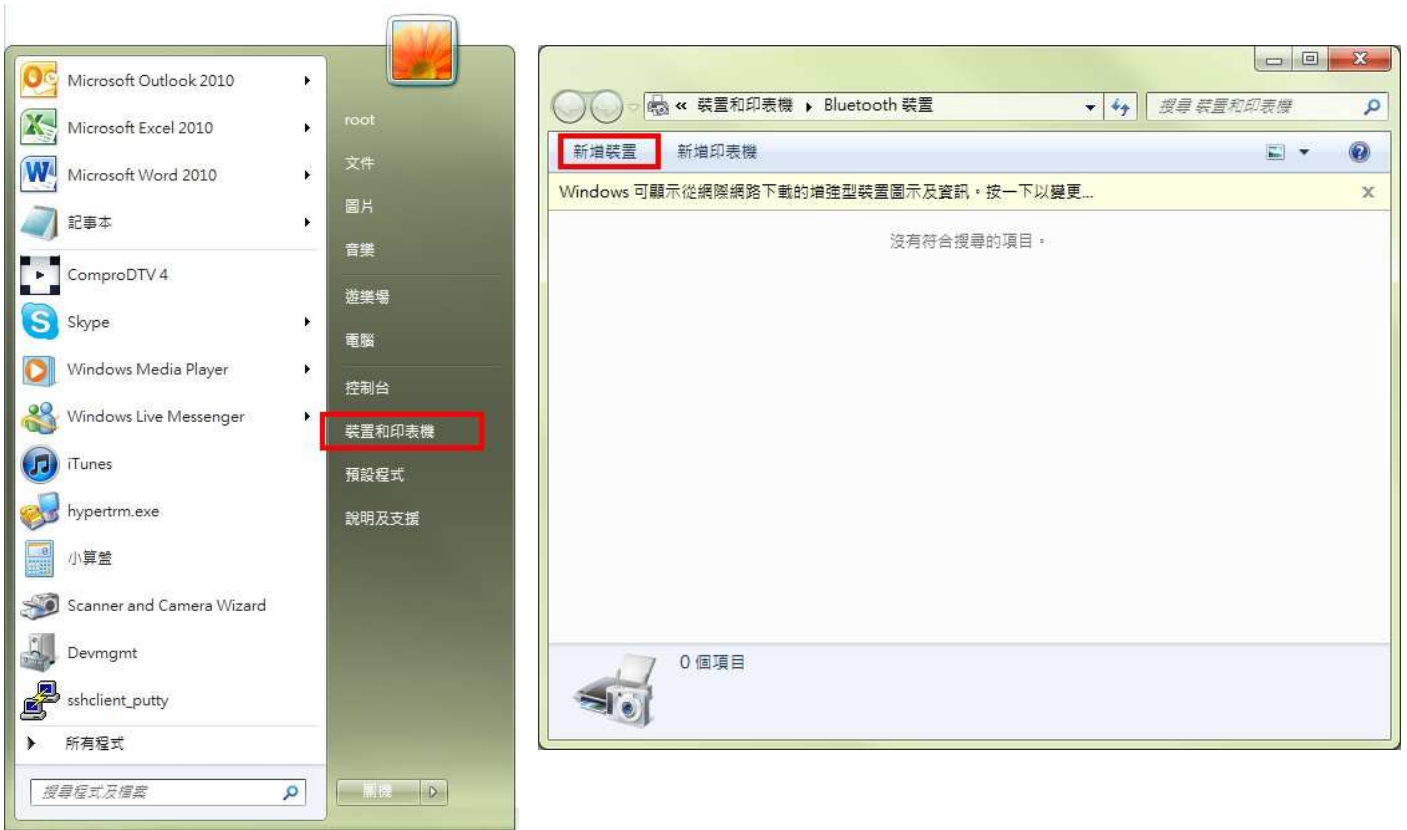 Microsoft Outlook 2010
Microsoft Excel 2010
Microsoft Word 2010
記事本
ComproDTV 4
Skype
Windows Media Player
Windows Live Messenger
iTunes
hypertrm.exe
小算盤
Scanner and Camera Wizard
Devmgmt
sshclient_putty
所有程式
搜尋程式及檔案
root
文件
圖片
音樂
遊樂場
電腦
控制台
裝置和印表機
預設程式
說明及支援
關機
« 裝置和印表機 ▸ Bluetooth 裝置
搜尋 裝置和印表機
新增裝置 新增印表機
Windows 可顯示從網際網路下載的增強型裝置圖示及資訊。按一下以變更...
沒有符合搜尋的項目。
0 個項目